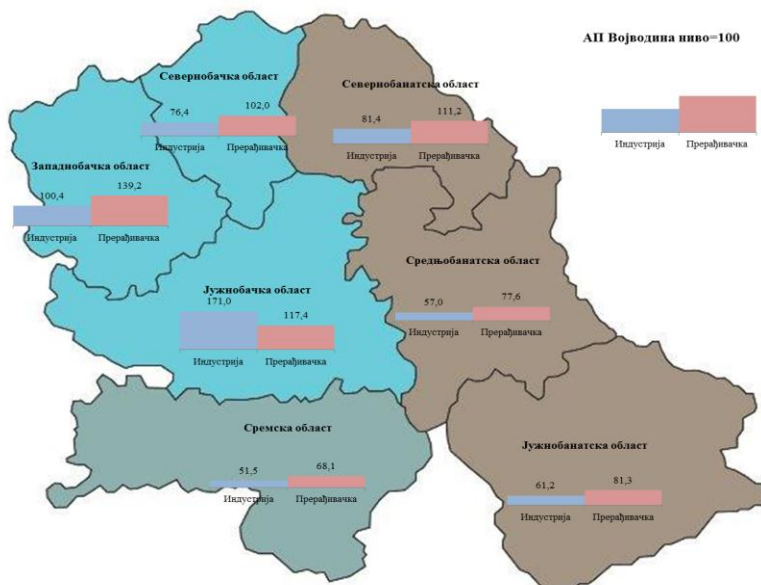 АП Војводина ниво=100
Индустрија Прерађивачка
Севернобачка област
76,4 102,0
Индустрија Прерађивачка
Севернобанатска област
81,4 111,2
Индустрија Прерађивачка
Западнобачка област
100,4 139,2
Индустрија Прерађивачка
Јужнобачка област
171,0 117,4
Индустрија Прерађивачка
Средњобанатска област
57,0 77,6
Индустрија Прерађивачка
Сремска област
51,5 68,1
Индустрија Прерађивачка
Јужнобанатска област
61,2 81,3
Индустрија Прерађивачка